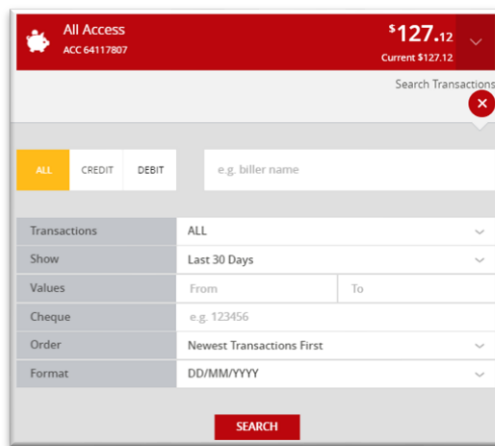 All Access
$127.12
ACC 64117807
Current $127.12
Search Transactions
ALL CREDIT DEBIT e.g. biller name
Transactions ALL
Show Last 30 Days
Values From To
Cheque e.g. 123456
Order Newest Transactions First
Format DD/MM/YYYY
SEARCH